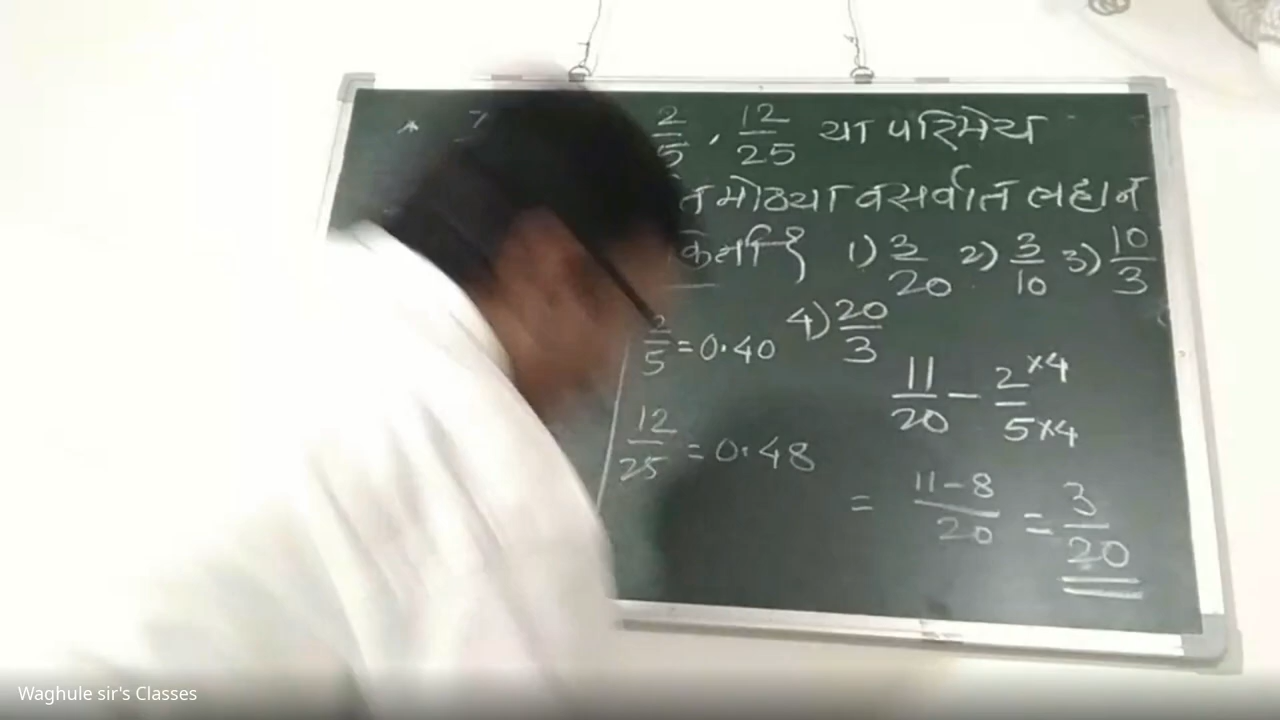 7 2/5 , 12/25 या परिमेय
मोठ्या व सर्वात लहान
किती? 1) 3/20 2) 3/10 3) 10/3
4) 20/3
2/5 = 0.40
12/25 = 0.48
11/20 - 2×4/5×4
= 11-8/20 = 3/20
Waghule sir's Classes